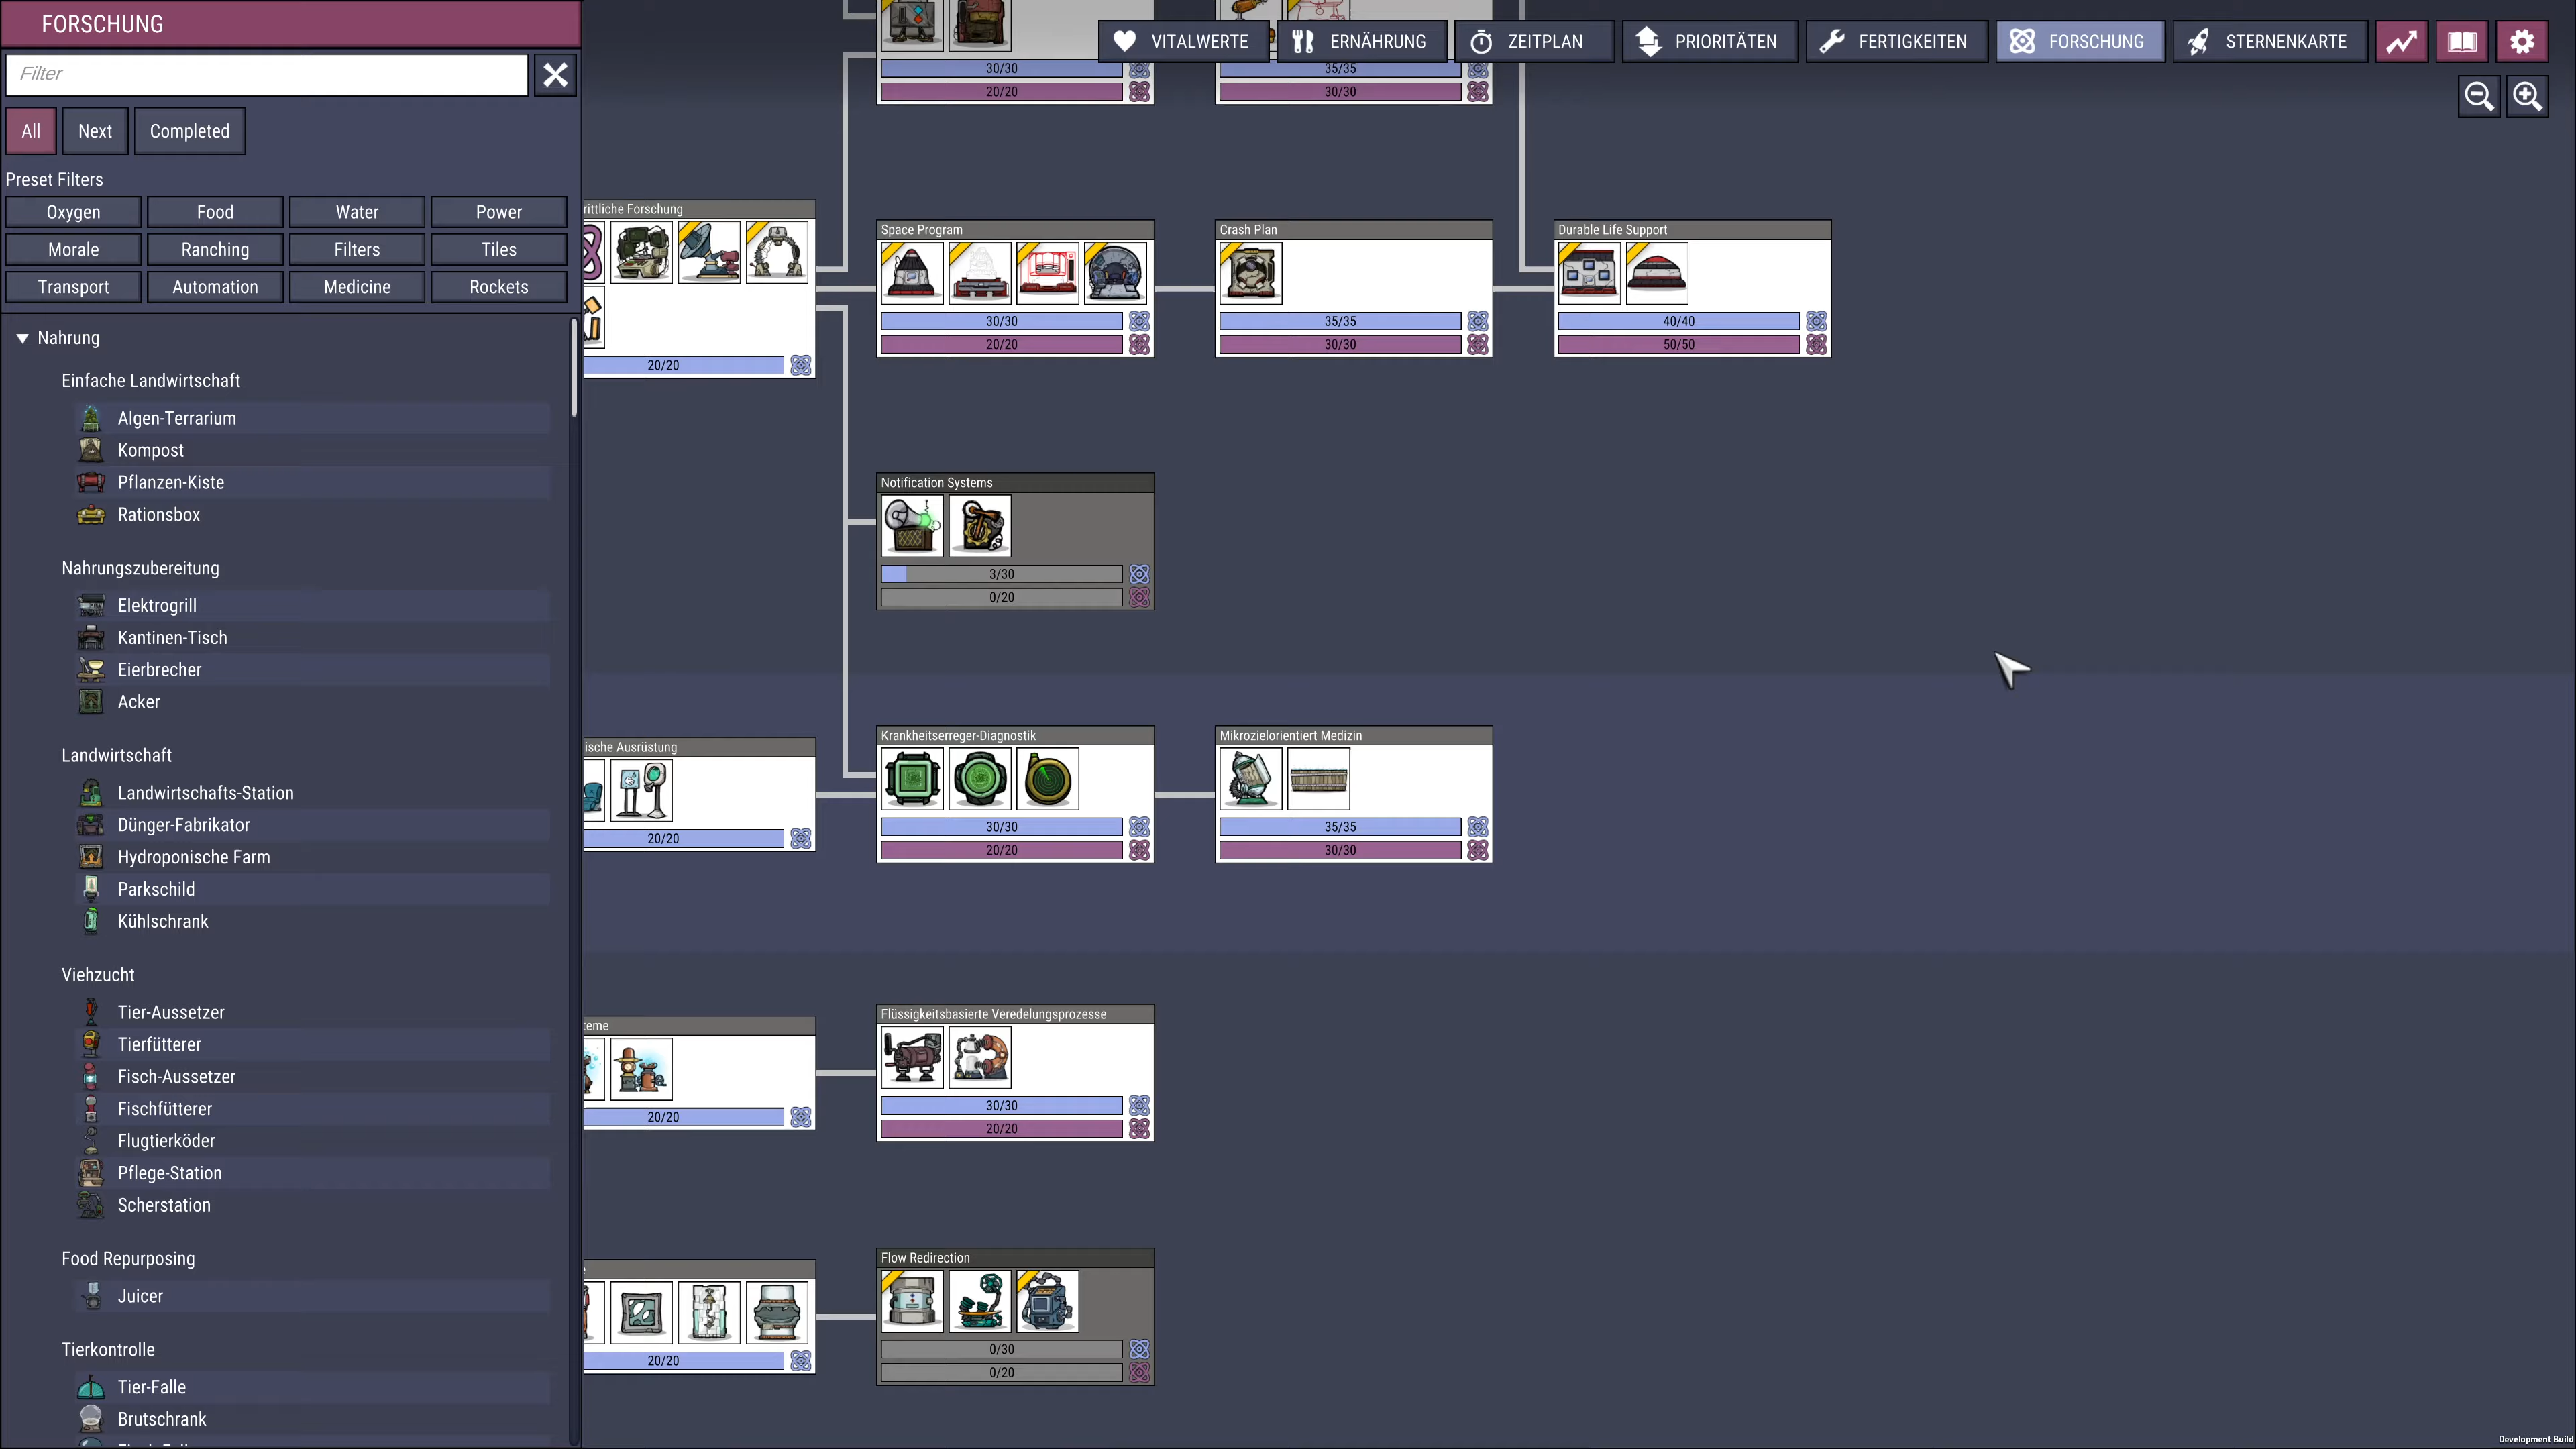 FORSCHUNG
Filter
All
Next
Completed
Preset Filters
Oxygen
Food
Water
Power
Morale
Ranching
Filters
Tiles
Transport
Automation
Medicine
Rockets
Nahrung
Einfache Landwirtschaft
Algen-Terrarium
Kompost
Pflanzen-Kiste
Rationsbox
Nahrungszubereitung
Elektrogrill
Kantinen-Tisch
Eierbrecher
Acker
Landwirtschaft
Landwirtschafts-Station
Dünger-Fabrikator
Hydroponische Farm
Parkschild
Kühlschrank
Viehzucht
Tier-Aussetzer
Tierfütterer
Fisch-Aussetzer
Fischfütterer
Flugtierköder
Pflege-Station
Scherstation
Food Repurposing
Juicer
Tierkontrolle
Tier-Falle
Brutschrank
VITALWERTE
ERNÄHRUNG
ZEITPLAN
PRIORITÄTEN
FERTIGKEITEN
FORSCHUNG
STERNENKARTE
30/30
20/20
35/35
30/30
rittliche Forschung
20/20
Space Program
30/30
20/20
Crash Plan
35/35
30/30
Durable Life Support
40/40
50/50
Notification Systems
3/30
0/20
ische Ausrüstung
20/20
Krankheitserreger-Diagnostik
30/30
20/20
Mikrozielorientiert Medizin
35/35
30/30
teme
20/20
Flüssigkeitsbasierte Veredelungsprozesse
30/30
20/20
20/20
Flow Redirection
0/30
0/20
Development Build